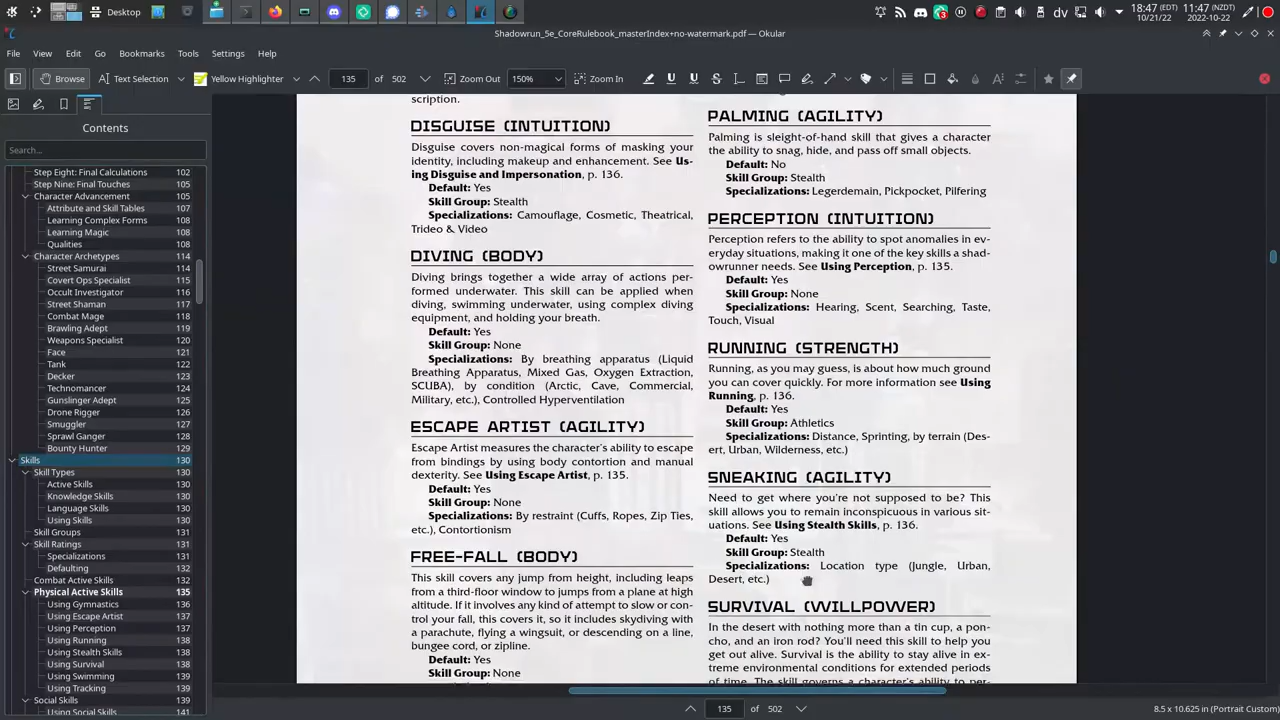 Desktop
3
dv
18:47 (EDT)
10/21/22
11:47 (NZDT)
2022-10-22
Shadowrun_5e_CoreRulebook_masterIndex+no-watermark.pdf — Okular
File View Edit Go Bookmarks Tools Settings Help
Browse Text Selection Yellow Highlighter 135 of 502 Zoom Out 150% Zoom In
Contents
Search...
Step Eight: Final Calculations 102
Step Nine: Final Touches 105
Character Advancement 105
Attribute and Skill Tables 107
Learning Complex Forms 108
Learning Magic 108
Qualities 108
Character Archetypes 114
Street Samurai 114
Covert Ops Specialist 115
Occult Investigator 116
Street Shaman 117
Combat Mage 118
Brawling Adept 119
Weapons Specialist 120
Face 121
Tank 122
Decker 123
Technomancer 124
Gunslinger Adept 125
Drone Rigger 126
Smuggler 127
Sprawl Ganger 128
Bounty Hunter 129
Skills 130
Skill Types 130
Active Skills 130
Knowledge Skills 130
Language Skills 130
Using Skills 130
Skill Groups 131
Skill Ratings 131
Specializations 131
Defaulting 132
Combat Active Skills 132
Physical Active Skills 135
Using Gymnastics 136
Using Escape Artist 137
Using Perception 137
Using Running 138
Using Stealth Skills 138
Using Survival 138
Using Swimming 139
Using Tracking 139
Social Skills 139
Using Social Skills 141
scription.
DISGUISE (INTUITION)
Disguise covers non-magical forms of masking your
identity, including makeup and enhancement. See Us-
ing Disguise and Impersonation, p. 136.
Default: Yes
Skill Group: Stealth
Specializations: Camouflage, Cosmetic, Theatrical,
Trideo & Video
DIVING (BODY)
Diving brings together a wide array of actions per-
formed underwater. This skill can be applied when
diving, swimming underwater, using complex diving
equipment, and holding your breath.
Default: Yes
Skill Group: None
Specializations: By breathing apparatus (Liquid
Breathing Apparatus, Mixed Gas, Oxygen Extraction,
SCUBA), by condition (Arctic, Cave, Commercial,
Military, etc.), Controlled Hyperventilation
ESCAPE ARTIST (AGILITY)
Escape Artist measures the character's ability to escape
from bindings by using body contortion and manual
dexterity. See Using Escape Artist, p. 135.
Default: Yes
Skill Group: None
Specializations: By restraint (Cuffs, Ropes, Zip Ties,
etc.), Contortionism
FREE-FALL (BODY)
This skill covers any jump from height, including leaps
from a third-floor window to jumps from a plane at high
altitude. If it involves any kind of attempt to slow or con-
trol your fall, this covers it, so it includes skydiving with
a parachute, flying a wingsuit, or descending on a line,
bungee cord, or zipline.
Default: Yes
Skill Group: None
PALMING (AGILITY)
Palming is sleight-of-hand skill that gives a character
the ability to snag, hide, and pass off small objects.
Default: No
Skill Group: Stealth
Specializations: Legerdemain, Pickpocket, Pilfering
PERCEPTION (INTUITION)
Perception refers to the ability to spot anomalies in ev-
eryday situations, making it one of the key skills a shad-
owrunner needs. See Using Perception, p. 135.
Default: Yes
Skill Group: None
Specializations: Hearing, Scent, Searching, Taste,
Touch, Visual
RUNNING (STRENGTH)
Running, as you may guess, is about how much ground
you can cover quickly. For more information see Using
Running, p. 136.
Default: Yes
Skill Group: Athletics
Specializations: Distance, Sprinting, by terrain (Des-
ert, Urban, Wilderness, etc.)
SNEAKING (AGILITY)
Need to get where you're not supposed to be? This
skill allows you to remain inconspicuous in various sit-
uations. See Using Stealth Skills, p. 136.
Default: Yes
Skill Group: Stealth
Specializations: Location type (Jungle, Urban,
Desert, etc.)
SURVIVAL (WILLPOWER)
In the desert with nothing more than a tin cup, a pon-
cho, and an iron rod? You'll need this skill to help you
get out alive. Survival is the ability to stay alive in ex-
treme environmental conditions for extended periods
of time. The skill governs a character's ability to per-
135 of 502
8.5 x 10.625 in (Portrait Custom)